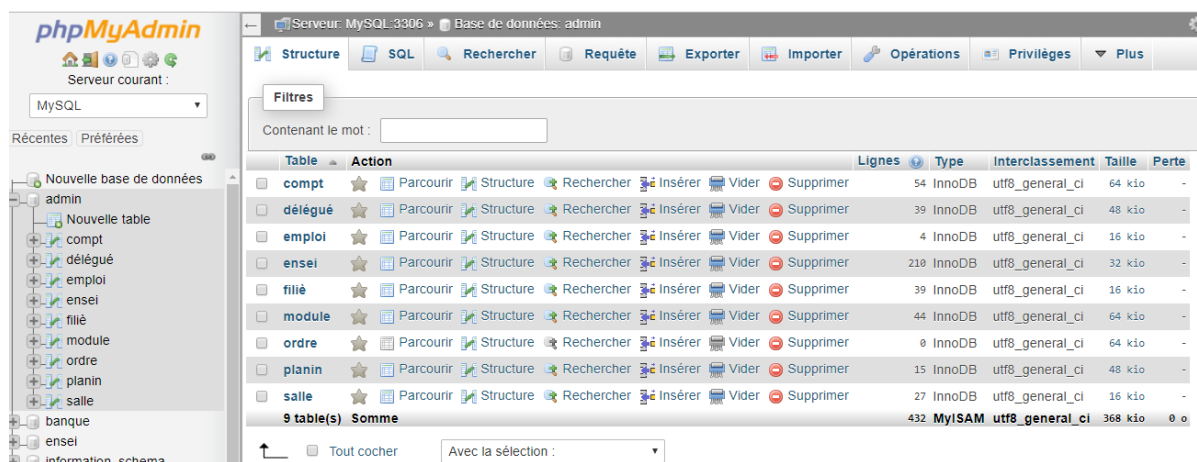 phpMyAdmin
Serveur courant :
MySQL
Récentes Préférées
Nouvelle base de données
admin
Nouvelle table
compt
délégué
emploi
ensei
filiè
module
ordre
planin
salle
banque
ensei
information_schema
Serveur: MySQL:3306 » Base de données: admin
Structure SQL Rechercher Requête Exporter Importer Opérations Privilèges Plus
Filtres
Contenant le mot :
Table Action Lignes Type Interclassement Taille Perte
compt Parcourir Structure Rechercher Insérer Vider Supprimer 54 InnoDB utf8_general_ci 64 kio -
délégué Parcourir Structure Rechercher Insérer Vider Supprimer 39 InnoDB utf8_general_ci 48 kio -
emploi Parcourir Structure Rechercher Insérer Vider Supprimer 4 InnoDB utf8_general_ci 16 kio -
ensei Parcourir Structure Rechercher Insérer Vider Supprimer 210 InnoDB utf8_general_ci 32 kio -
filiè Parcourir Structure Rechercher Insérer Vider Supprimer 39 InnoDB utf8_general_ci 16 kio -
module Parcourir Structure Rechercher Insérer Vider Supprimer 44 InnoDB utf8_general_ci 64 kio -
ordre Parcourir Structure Rechercher Insérer Vider Supprimer 0 InnoDB utf8_general_ci 64 kio -
planin Parcourir Structure Rechercher Insérer Vider Supprimer 15 InnoDB utf8_general_ci 48 kio -
salle Parcourir Structure Rechercher Insérer Vider Supprimer 27 InnoDB utf8_general_ci 16 kio -
9 table(s) Somme 432 MyISAM utf8_general_ci 368 kio 0 o
Tout cocher Avec la sélection :